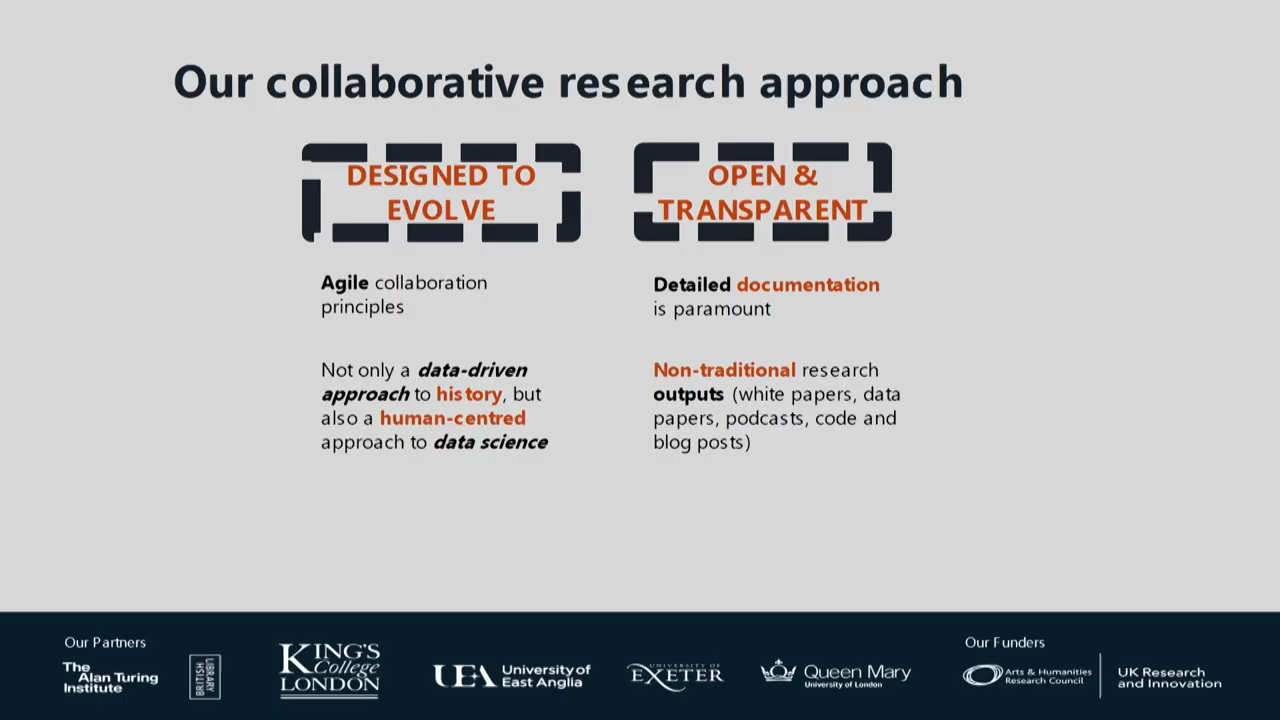 Our collaborative research approach
DESIGNED TO
EVOLVE
Agile collaboration
principles
Not only a data-driven
approach to history, but
also a human-centred
approach to data science
OPEN &
TRANSPARENT
Detailed documentation
is paramount
Non-traditional research
outputs (white papers, data
papers, podcasts, code and
blog posts)
Our Partners
The
Alan Turing
Institute
BRITISH
LIBRARY
KING'S
College
LONDON
UEA
University of
East Anglia
UNIVERSITY OF
EXETER
Queen Mary
University of London
Our Funders
Arts & Humanities
Research Council
UK Research
and Innovation